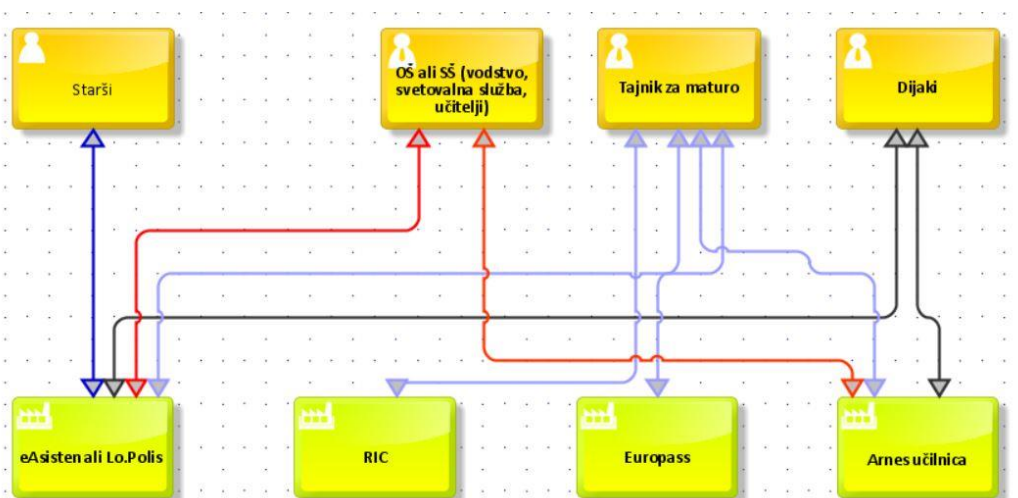 Starši
OŠ ali SŠ (vodstvo,
svetovalna služba,
učitelji)
Tajnik za maturo
Dijaki
eAsisten ali Lo.Polis
RIC
Europass
Arnes učilnica